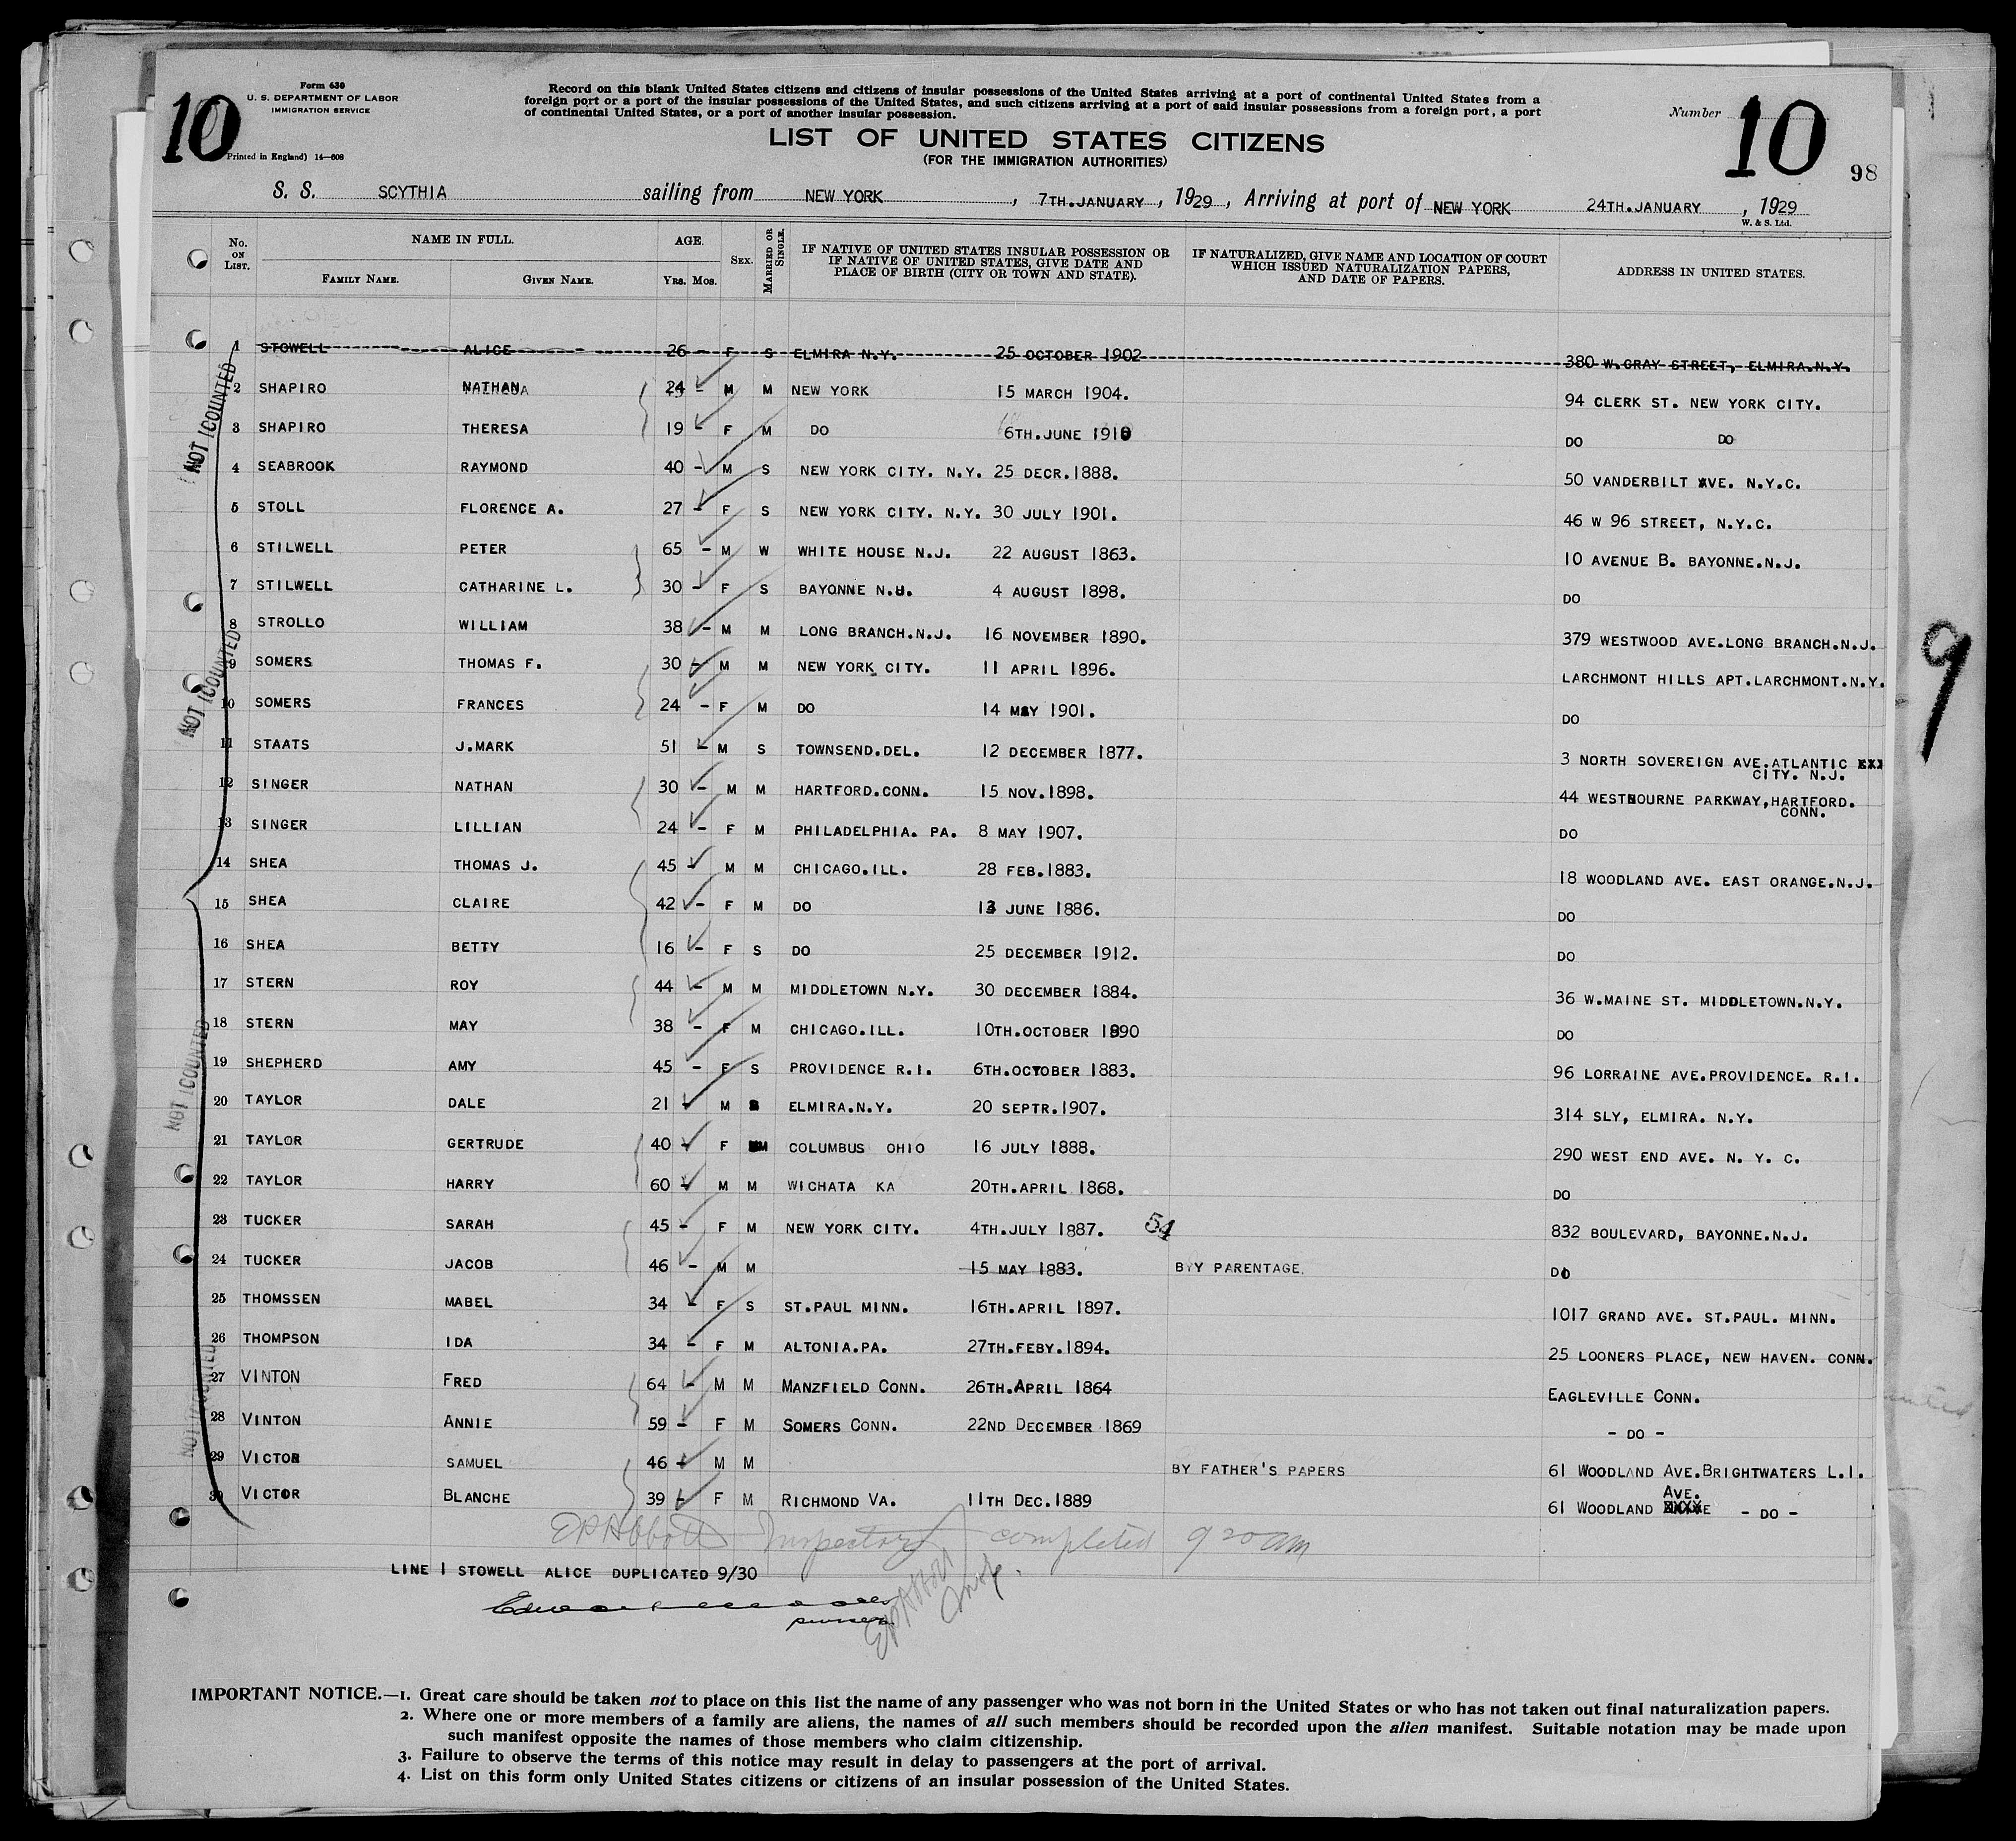 Form 630
U. S. DEPARTMENT OF LABOR
IMMIGRATION SERVICE
10
Printed in England) 14—608
Record on this blank United States citizens and citizens of insular possessions of the United States arriving at a port of continental United States from a
foreign port or a port of the insular possessions of the United States, and such citizens arriving at a port of said insular possessions from a foreign port, a port
of continental United States, or a port of another insular possession.
LIST OF UNITED STATES CITIZENS
(FOR THE IMMIGRATION AUTHORITIES)
Number 10
98
S. S. SCYTHIA sailing from NEW YORK, 7TH.JANUARY, 1929, Arriving at port of NEW YORK 24TH.JANUARY, 1929
W. & S. Ltd.
No. ON LIST. NAME IN FULL. FAMILY NAME. GIVEN NAME. AGE. YRS. MOS. SEX. MARRIED OR SINGLE. IF NATIVE OF UNITED STATES INSULAR POSSESSION OR IF NATIVE OF UNITED STATES, GIVE DATE AND PLACE OF BIRTH (CITY OR TOWN AND STATE). IF NATURALIZED, GIVE NAME AND LOCATION OF COURT WHICH ISSUED NATURALIZATION PAPERS, AND DATE OF PAPERS. ADDRESS IN UNITED STATES.
1 STOWELL ALICE 26 - F S ELMIRA N.Y. 25 OCTOBER 1902 380 W.GRAY STREET, ELMIRA.N.Y.
2 SHAPIRO NATHAN 24 - M M NEW YORK 15 MARCH 1904. 94 CLERK ST. NEW YORK CITY.
3 SHAPIRO THERESA 19 - F M DO 6TH.JUNE 1910 DO DO
4 SEABROOK RAYMOND 40 - M S NEW YORK CITY. N.Y. 25 DECR.1888. 50 VANDERBILT AVE. N.Y.C.
5 STOLL FLORENCE A. 27 - F S NEW YORK CITY. N.Y. 30 JULY 1901. 46 W 96 STREET, N.Y.C.
6 STILWELL PETER 65 - M W WHITE HOUSE N.J. 22 AUGUST 1863. 10 AVENUE B. BAYONNE.N.J.
7 STILWELL CATHARINE L. 30 - F S BAYONNE N.J. 4 AUGUST 1898. DO
8 STROLLO WILLIAM 38 - M M LONG BRANCH.N.J. 16 NOVEMBER 1890. 379 WESTWOOD AVE.LONG BRANCH.N.J.
9 SOMERS THOMAS F. 30 - M M NEW YORK CITY. 11 APRIL 1896. LARCHMONT HILLS APT.LARCHMONT.N.Y.
10 SOMERS FRANCES 24 - F M DO 14 MAY 1901. DO
11 STAATS J.MARK 51 - M S TOWNSEND.DEL. 12 DECEMBER 1877. 3 NORTH SOVEREIGN AVE.ATLANTIC
CITY. N.J.
12 SINGER NATHAN 30 - M M HARTFORD.CONN. 15 NOV.1898. 44 WESTBOURNE PARKWAY,HARTFORD.
CONN.
13 SINGER LILLIAN 24 - F M PHILADELPHIA. PA. 8 MAY 1907. DO
14 SHEA THOMAS J. 45 - M M CHICAGO.ILL. 28 FEB.1883. 18 WOODLAND AVE. EAST ORANGE.N.J.
15 SHEA CLAIRE 42 - F M DO 13 JUNE 1886. DO
16 SHEA BETTY 16 - F S DO 25 DECEMBER 1912. DO
17 STERN ROY 44 - M M MIDDLETOWN N.Y. 30 DECEMBER 1884. 36 W.MAINE ST. MIDDLETOWN.N.Y.
18 STERN MAY 38 - F M CHICAGO.ILL. 10TH.OCTOBER 1890 DO
19 SHEPHERD AMY 45 - F S PROVIDENCE R.I. 6TH.OCTOBER 1883. 96 LORRAINE AVE.PROVIDENCE. R.I.
20 TAYLOR DALE 21 - M S ELMIRA.N.Y. 20 SEPTR.1907. 314 SLY, ELMIRA. N.Y.
21 TAYLOR GERTRUDE 40 - F M COLUMBUS OHIO 16 JULY 1888. 290 WEST END AVE. N. Y. C.
22 TAYLOR HARRY 60 - M M WICHATA KA 20TH.APRIL 1868. DO
23 TUCKER SARAH 45 - F M NEW YORK CITY. 4TH.JULY 1887. 54 832 BOULEVARD, BAYONNE.N.J.
24 TUCKER JACOB 46 - M M 15 MAY 1883. BY PARENTAGE. DO
25 THOMSSEN MABEL 34 - F S ST.PAUL MINN. 16TH.APRIL 1897. 1017 GRAND AVE. ST.PAUL. MINN.
26 THOMPSON IDA 34 - F M ALTONIA.PA. 27TH.FEBY.1894. 25 LOONERS PLACE, NEW HAVEN. CONN.
27 VINTON FRED 64 - M M MANZFIELD CONN. 26TH.APRIL 1864 EAGLEVILLE CONN.
28 VINTON ANNIE 59 - F M SOMERS CONN. 22ND DECEMBER 1869 - DO -
29 VICTOR SAMUEL 46 - M M BY FATHER'S PAPERS 61 WOODLAND AVE.BRIGHTWATERS L.I.
30 VICTOR BLANCHE 39 - F M RICHMOND VA. 11TH DEC.1889 61 WOODLAND AVE. - DO -
NOT COUNTED
NOT COUNTED
NOT COUNTED
NOT COUNTED
9
EP Abbott Inspector completed 9 20 am
LINE 1 STOWELL ALICE DUPLICATED 9/30
purser
EP Abbott
IMPORTANT NOTICE.—1. Great care should be taken not to place on this list the name of any passenger who was not born in the United States or who has not taken out final naturalization papers.
2. Where one or more members of a family are aliens, the names of all such members should be recorded upon the alien manifest. Suitable notation may be made upon
such manifest opposite the names of those members who claim citizenship.
3. Failure to observe the terms of this notice may result in delay to passengers at the port of arrival.
4. List on this form only United States citizens or citizens of an insular possession of the United States.